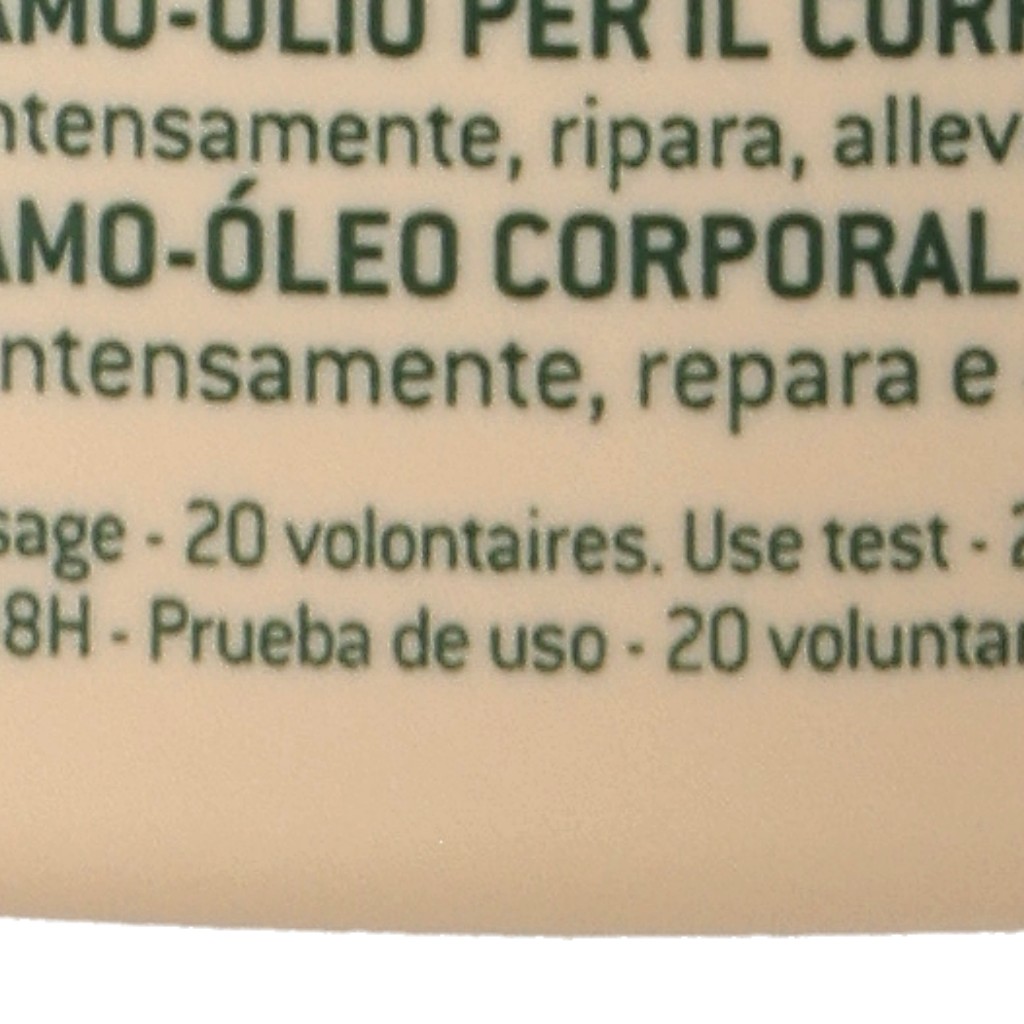 AMO-OLIO PER IL CORP
ntensamente, ripara, allev
AMO-ÓLEO CORPORAL
ntensamente, repara e
sage - 20 volontaires. Use test - 2
8H - Prueba de uso - 20 voluntar